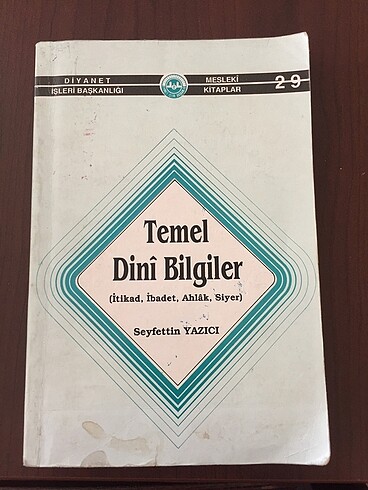 DİYANET
İŞLERİ BAŞKANLIĞI
MESLEKİ
KİTAPLAR
29
Temel
Dinî Bilgiler
(İtikad, İbadet, Ahlâk, Siyer)
Seyfettin YAZICI